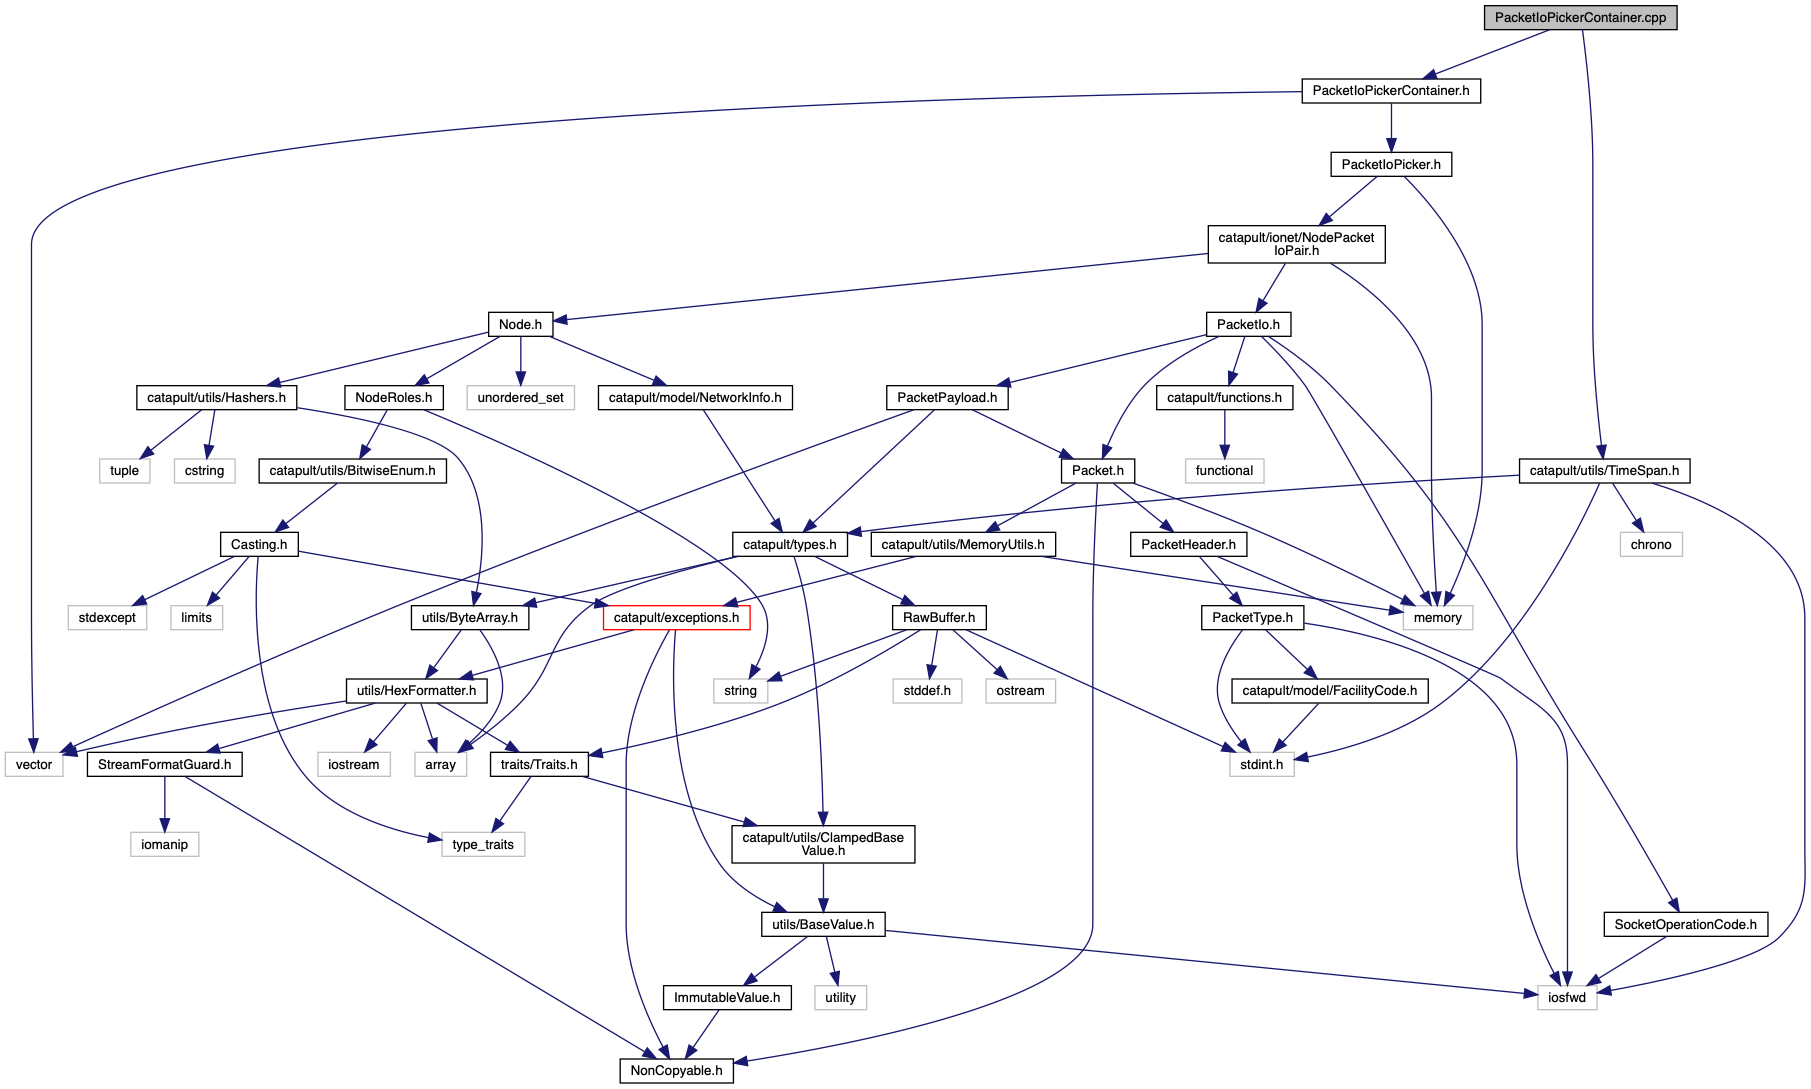 PacketIoPickerContainer.cpp
PacketIoPickerContainer.h
PacketIoPicker.h
catapult/ionet/NodePacket
IoPair.h
Node.h
PacketIo.h
catapult/utils/Hashers.h
NodeRoles.h
unordered_set
catapult/model/NetworkInfo.h
PacketPayload.h
catapult/functions.h
tuple
cstring
catapult/utils/BitwiseEnum.h
Packet.h
functional
catapult/utils/TimeSpan.h
Casting.h
catapult/types.h
catapult/utils/MemoryUtils.h
PacketHeader.h
chrono
stdexcept
limits
utils/ByteArray.h
catapult/exceptions.h
RawBuffer.h
PacketType.h
memory
utils/HexFormatter.h
string
stddef.h
ostream
catapult/model/FacilityCode.h
vector
StreamFormatGuard.h
iostream
array
traits/Traits.h
stdint.h
iomanip
type_traits
catapult/utils/ClampedBase
Value.h
utils/BaseValue.h
SocketOperationCode.h
ImmutableValue.h
utility
iosfwd
NonCopyable.h